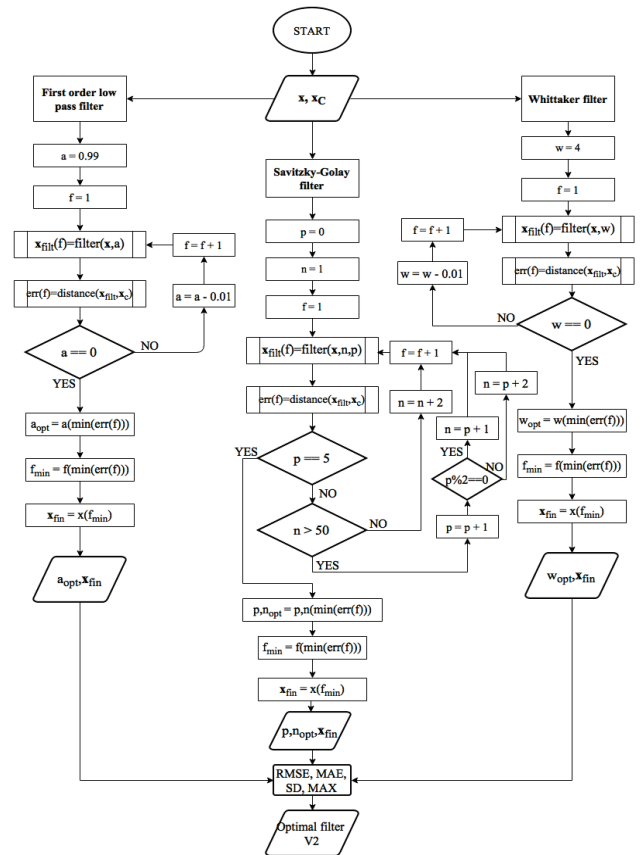 START
x, x_C
First order low
pass filter
a = 0.99
f = 1
x_filt(f)=filter(x,a)
f = f + 1
err(f)=distance(x_filt,x_c)
a = a - 0.01
a == 0
NO
YES
a_opt = a(min(err(f)))
f_min = f(min(err(f)))
x_fin = x(f_min)
a_opt,x_fin
Savitzky-Golay
filter
p = 0
n = 1
f = 1
x_filt(f)=filter(x,n,p)
f = f + 1
n = p + 2
err(f)=distance(x_filt,x_c)
n = n + 2
n = p + 1
YES
p == 5
YES
NO
p%2==0
NO
n > 50
NO
p = p + 1
YES
p,n_opt = p,n(min(err(f)))
f_min = f(min(err(f)))
x_fin = x(f_min)
p,n_opt,x_fin
Whittaker filter
w = 4
f = 1
f = f + 1
x_filt(f)=filter(x,w)
w = w - 0.01
err(f)=distance(x_filt,x_c)
NO
w == 0
YES
w_opt = w(min(err(f)))
f_min = f(min(err(f)))
x_fin = x(f_min)
w_opt,x_fin
RMSE, MAE,
SD, MAX
Optimal filter
V2